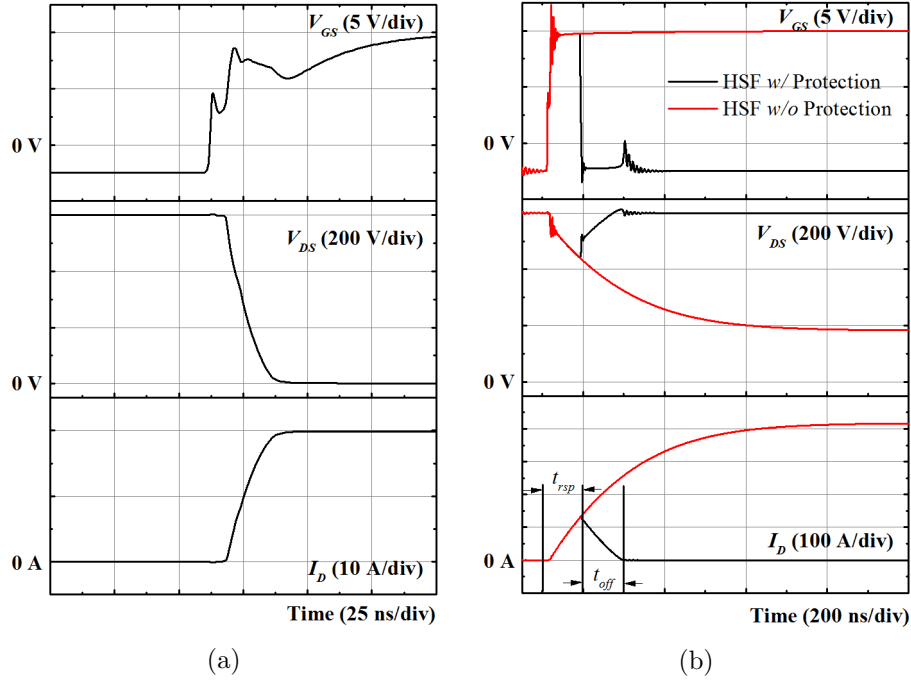 V_GS (5 V/div)
0 V
V_DS (200 V/div)
0 V
0 A
I_D (10 A/div)
Time (25 ns/div)
(a)
V_GS (5 V/div)
HSF w/ Protection
HSF w/o Protection
0 V
V_DS (200 V/div)
0 V
t_rsp
0 A
I_D (100 A/div)
t_off
Time (200 ns/div)
(b)